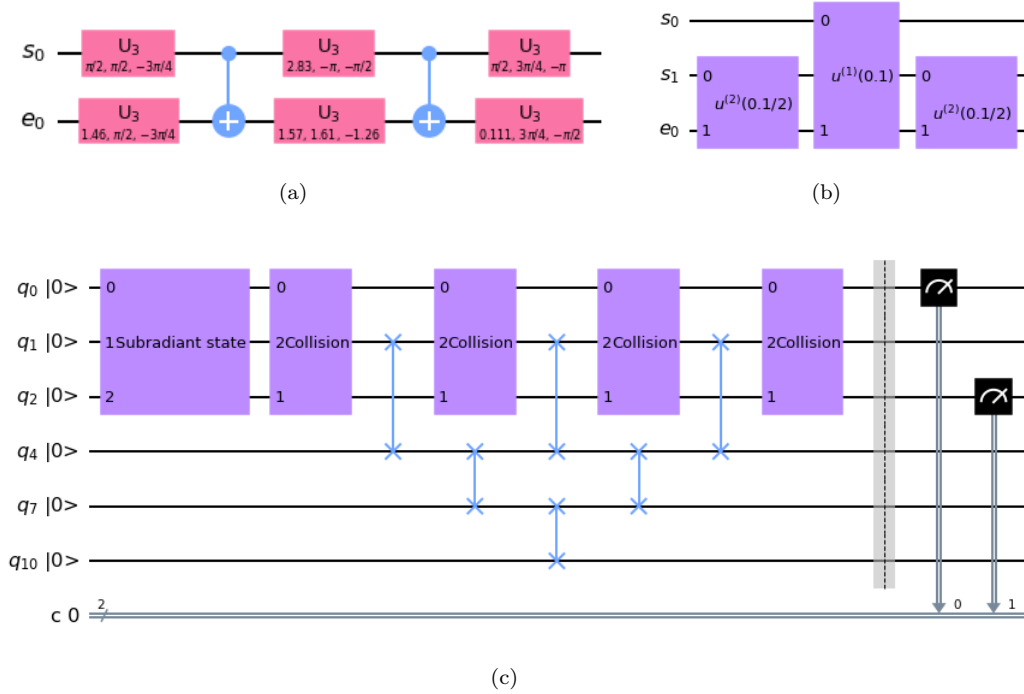 s₀ U₃ U₃ U₃
π/2, π/2, −3π/4 2.83, −π, −π/2 π/2, 3π/4, −π
e₀ U₃ U₃ U₃
1.46, π/2, −3π/4 1.57, 1.61, −1.26 0.111, 3π/4, −π/2
(a)
s₀ 0
s₁ 0 u⁽¹⁾(0.1) 0
u⁽²⁾(0.1/2) u⁽²⁾(0.1/2)
e₀ 1 1 1
(b)
q₀ |0> 0 0 0 0 0
q₁ |0> 1 Subradiant state 2 Collision 2 Collision 2 Collision 2 Collision
q₂ |0> 2 1 1 1 1
q₄ |0>
q₇ |0>
q₁₀ |0>
c 0 2 0 1
(c)